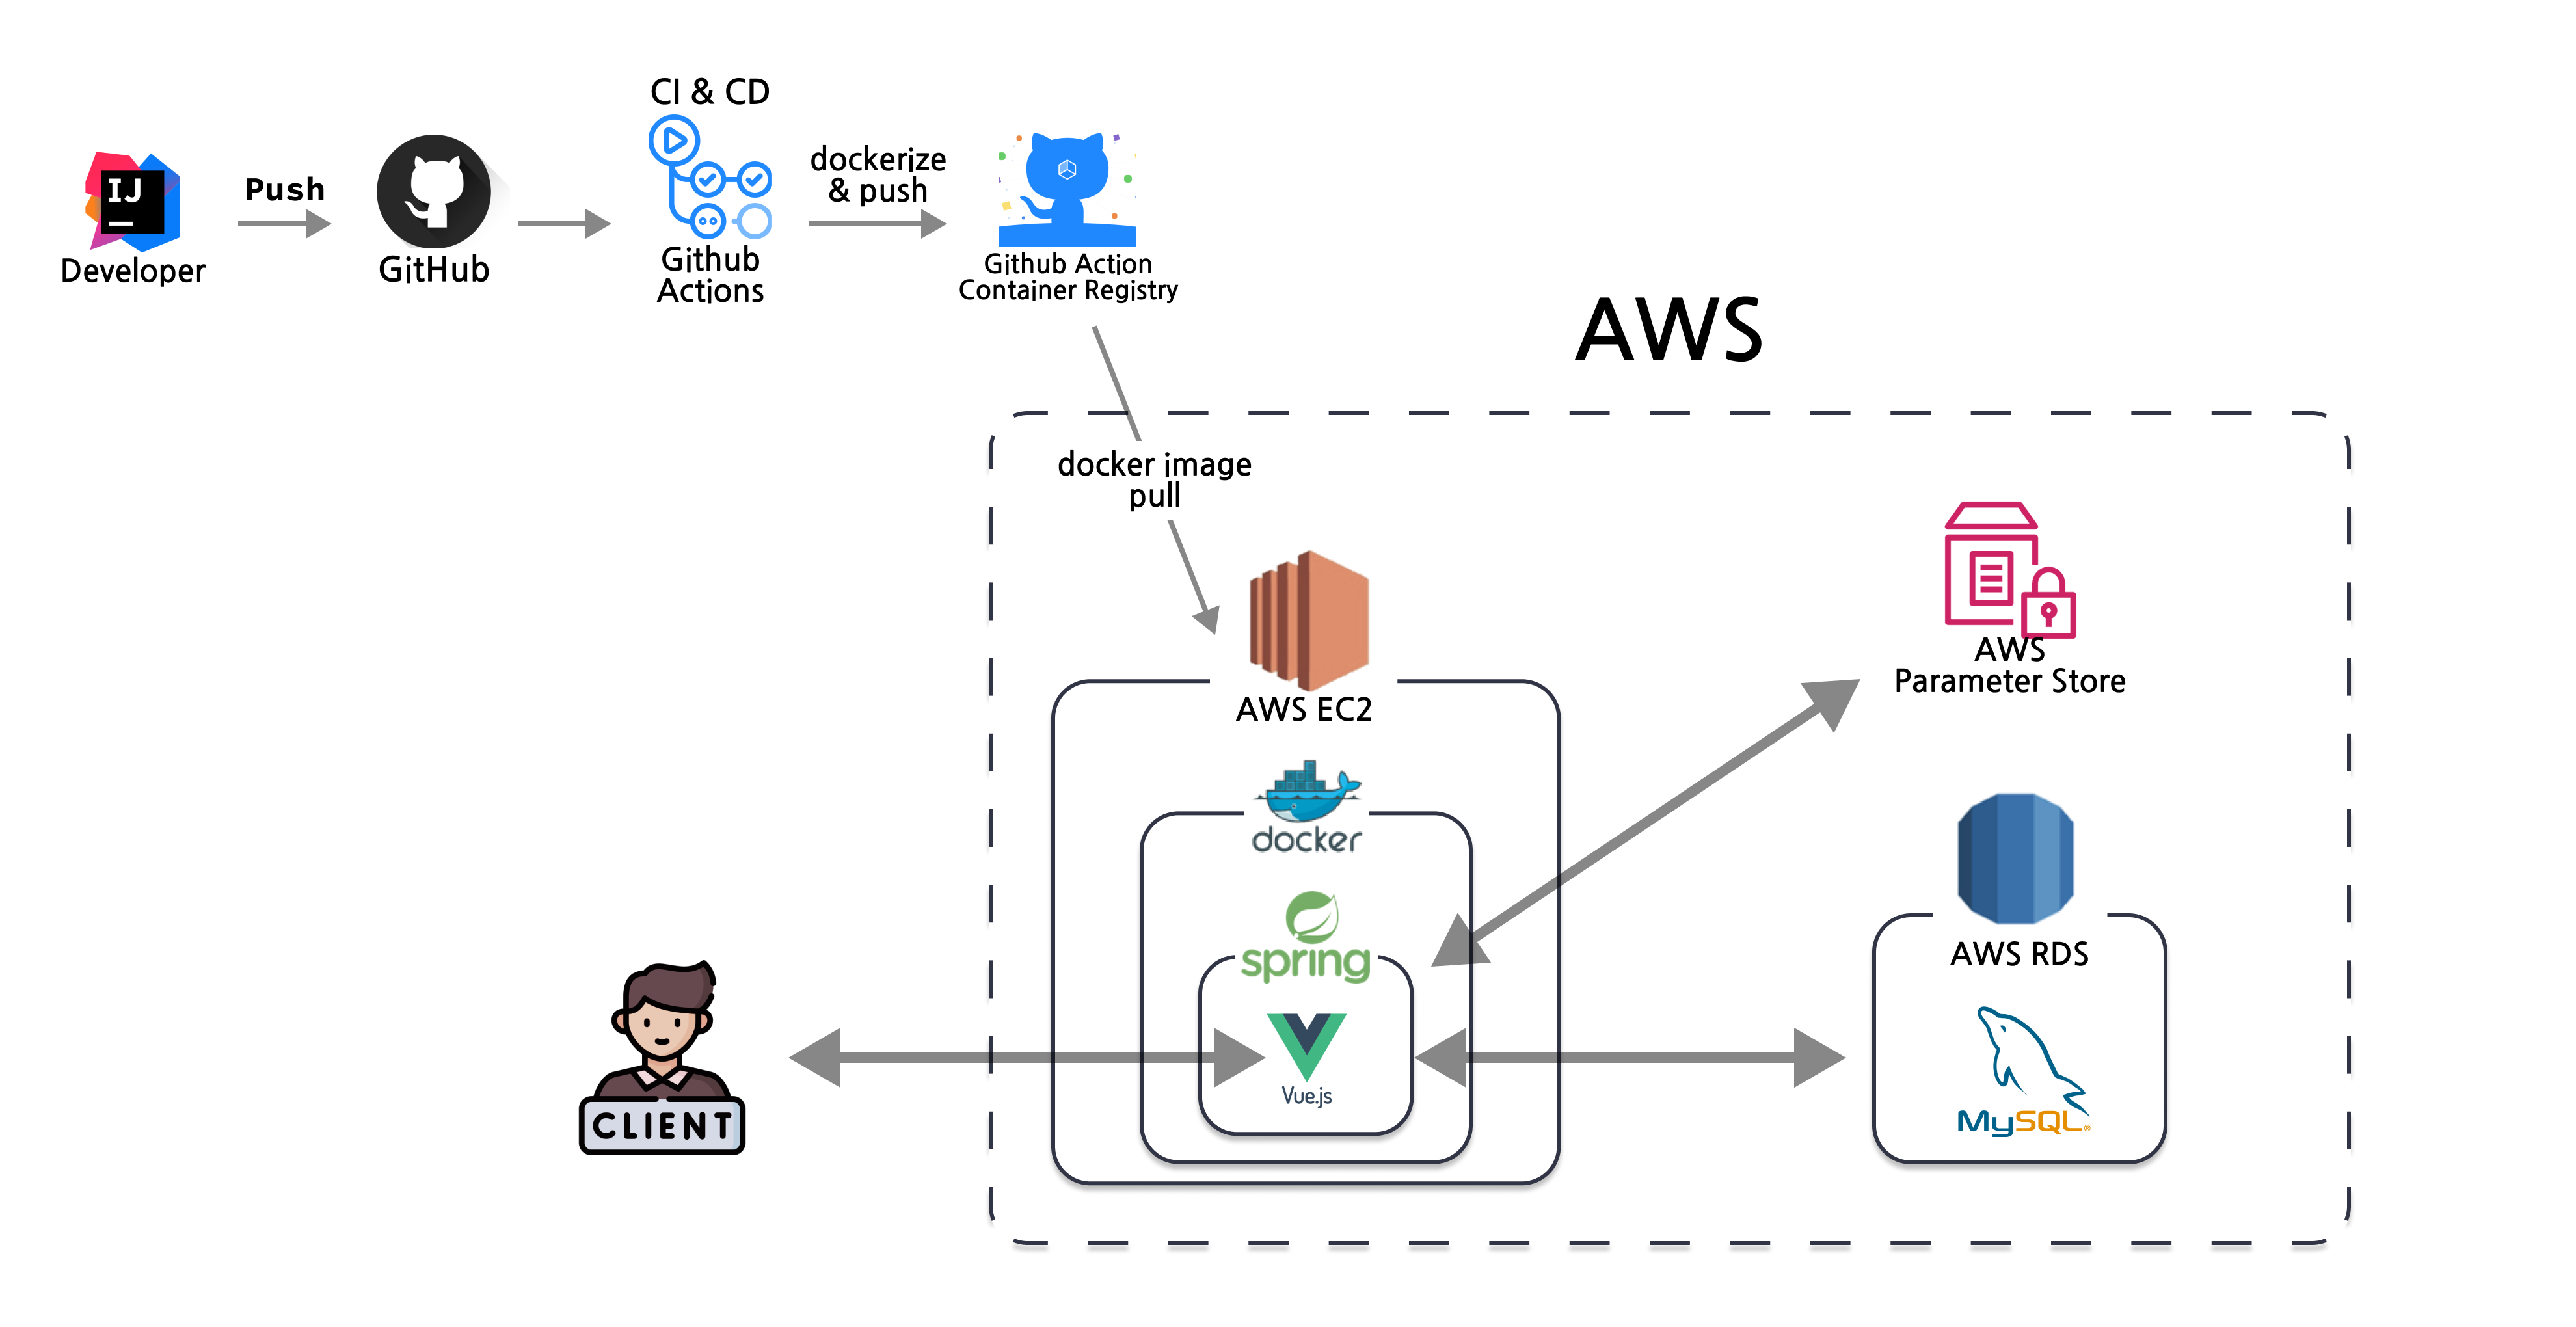 CI & CD
IJ
Developer
Push
GitHub
Github
Actions
dockerize
& push
Github Action
Container Registry
AWS
docker image
pull
AWS EC2
docker
spring
Vue.js
AWS
Parameter Store
AWS RDS
MySQL®
CLIENT